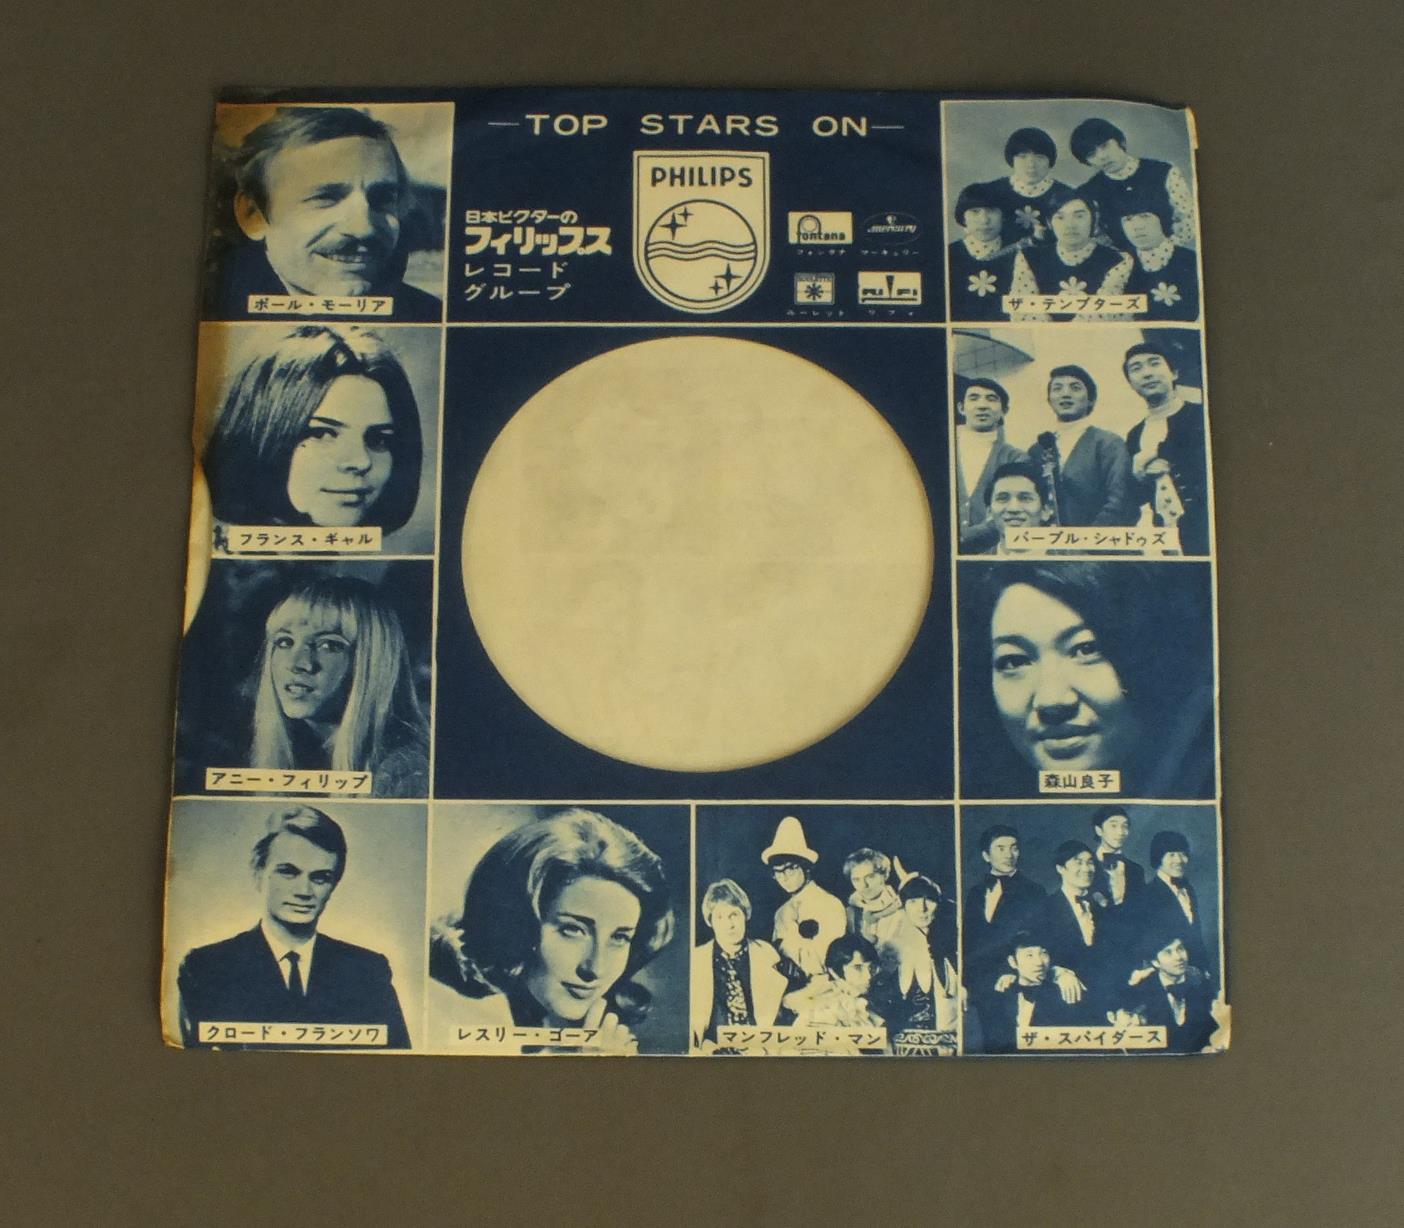 —TOP STARS ON—
PHILIPS
日本ビクターの
フィリップス
レコード
グループ
fontana
mercury
フォンタナ
マーキュリー
ルーレット
ポール・モーリア
ザ・テンプターズ
フランス・ギャル
パープル・シャドウズ
アニー・フィリップ
森山良子
クロード・フランソワ
レスリー・ゴーア
マンフレッド・マン
ザ・スパイダース